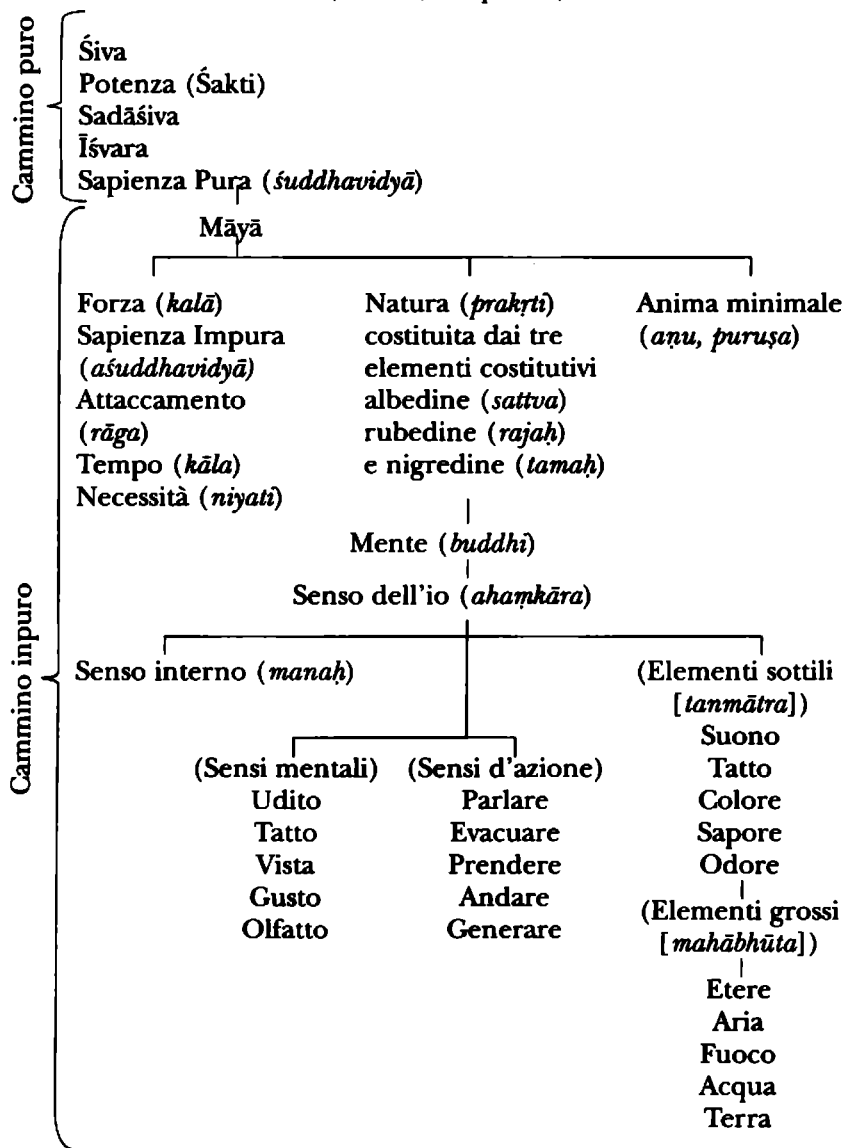 Cammino puro
Śiva
Potenza (Śakti)
Sadāśiva
Īśvara
Sapienza Pura (śuddhavidyā)
Cammino inpuro
Māyā
Forza (kalā)
Sapienza Impura
(aśuddhavidyā)
Attaccamento
(rāga)
Tempo (kāla)
Necessità (niyati)
Natura (prakṛti)
costituita dai tre
elementi costitutivi
albedine (sattva)
rubedine (rajaḥ)
e nigredine (tamaḥ)
Anima minimale
(aṇu, puruṣa)
Mente (buddhi)
Senso dell'io (ahaṃkāra)
Senso interno (manaḥ)
(Sensi mentali)
Udito
Tatto
Vista
Gusto
Olfatto
(Sensi d'azione)
Parlare
Evacuare
Prendere
Andare
Generare
(Elementi sottili
[tanmātra])
Suono
Tatto
Colore
Sapore
Odore
(Elementi grossi
[mahābhūta])
Etere
Aria
Fuoco
Acqua
Terra